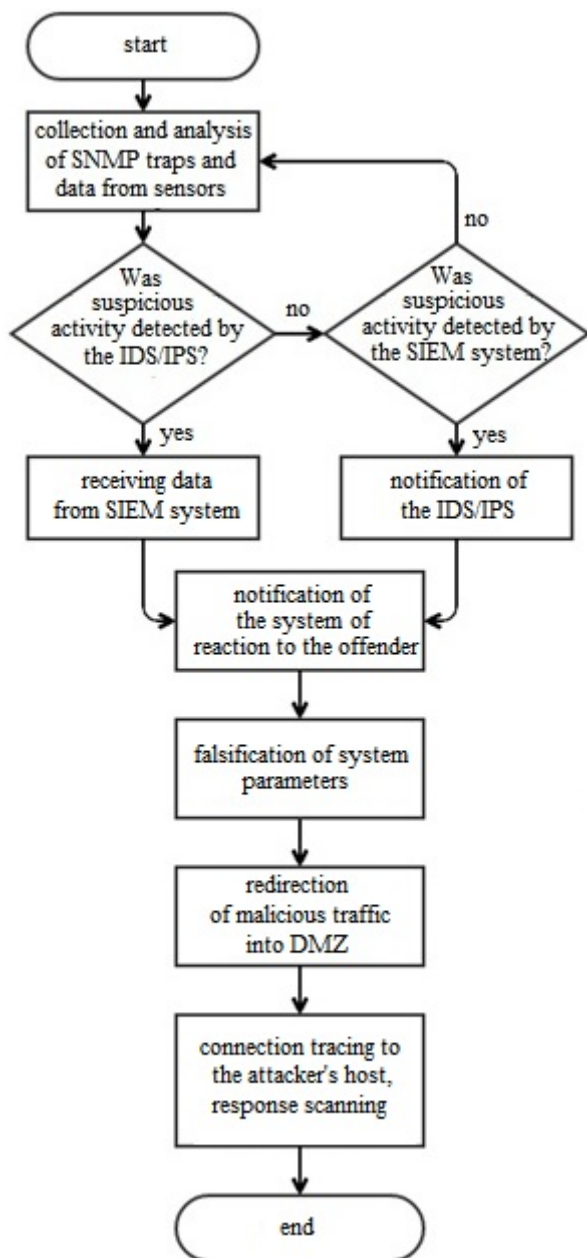 start
collection and analysis
of SNMP traps and
data from sensors
no
Was
suspicious
activity detected by
the IDS/IPS?
no
Was
suspicious
activity detected by
the SIEM system?
yes
yes
receiving data
from SIEM system
notification of
the IDS/IPS
notification of
the system of
reaction to the offender
falsification of system
parameters
redirection
of malicious traffic
into DMZ
connection tracing to
the attacker's host,
response scanning
end